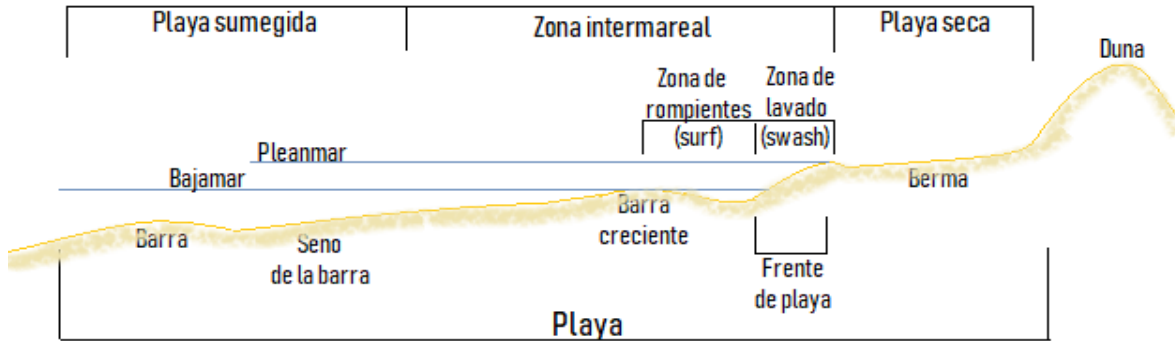 Playa sumegida
Zona intermareal
Playa seca
Duna
Zona de
rompientes
(surf)
Zona de
lavado
(swash)
Pleanmar
Bajamar
Barra
Seno
de la barra
Barra
creciente
Berma
Frente
de playa
Playa